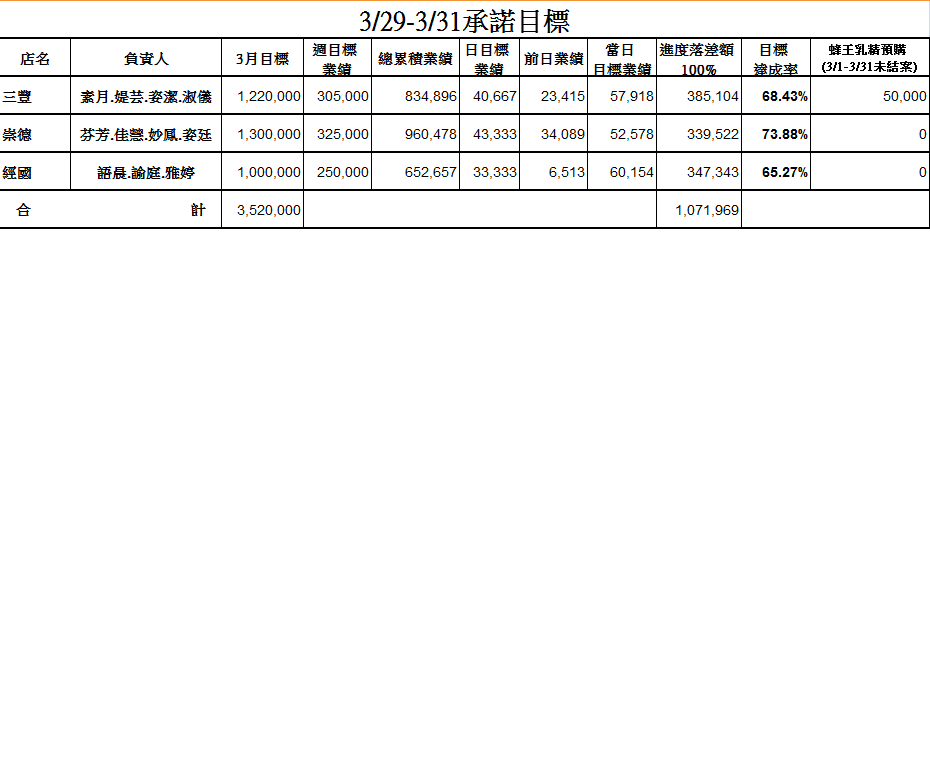 3/29-3/31承諾目標
店名 負責人 3月目標 週目標業績 總累積業績 日目標業績 前日業績 當日目標業績 進度落差額100% 目標達成率 蜂王乳精預購(3/1-3/31未結案)
三豐 素月.媞芸.姿潔.淑儀 1,220,000 305,000 834,896 40,667 23,415 57,918 385,104 68.43% 50,000
崇德 芬芳.佳慧.妙鳳.姿廷 1,300,000 325,000 960,478 43,333 34,089 52,578 339,522 73.88% 0
經國 語晨.諭庭.雅婷 1,000,000 250,000 652,657 33,333 6,513 60,154 347,343 65.27% 0
合 計 3,520,000 1,071,969